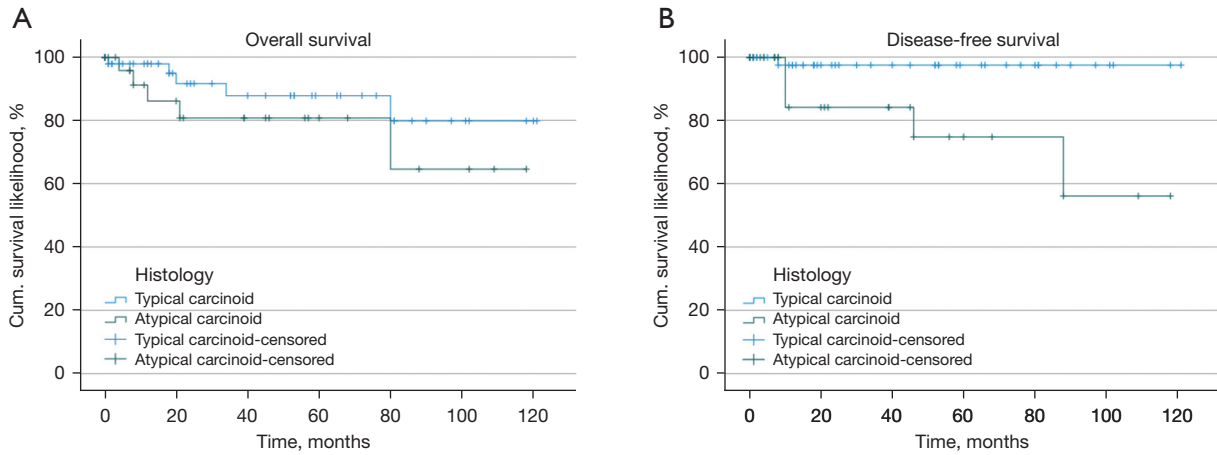 A
Overall survival
Cum. survival likelihood, %
100
80
60
40
20
0
Histology
Typical carcinoid
Atypical carcinoid
Typical carcinoid-censored
Atypical carcinoid-censored
0 20 40 60 80 100 120
Time, months
B
Disease-free survival
Cum. survival likelihood, %
100
80
60
40
20
0
Histology
Typical carcinoid
Atypical carcinoid
Typical carcinoid-censored
Atypical carcinoid-censored
0 20 40 60 80 100 120
Time, months